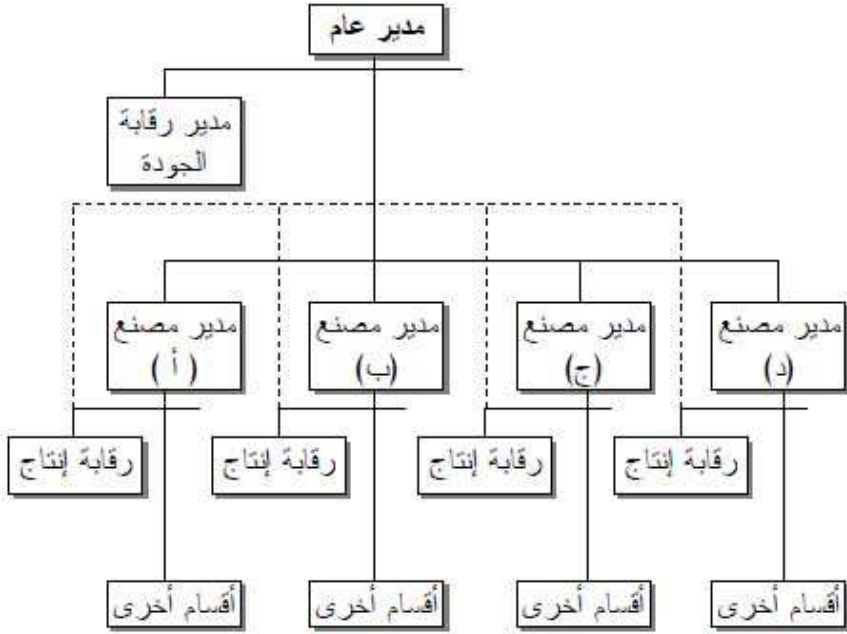 مدير عام
مدير رقابة
الجودة
مدير مصنع
( أ )
مدير مصنع
(ب)
مدير مصنع
(ج)
مدير مصنع
(د)
رقابة إنتاج
رقابة إنتاج
رقابة إنتاج
رقابة إنتاج
أقسام أخرى
أقسام أخرى
أقسام أخرى
أقسام أخرى